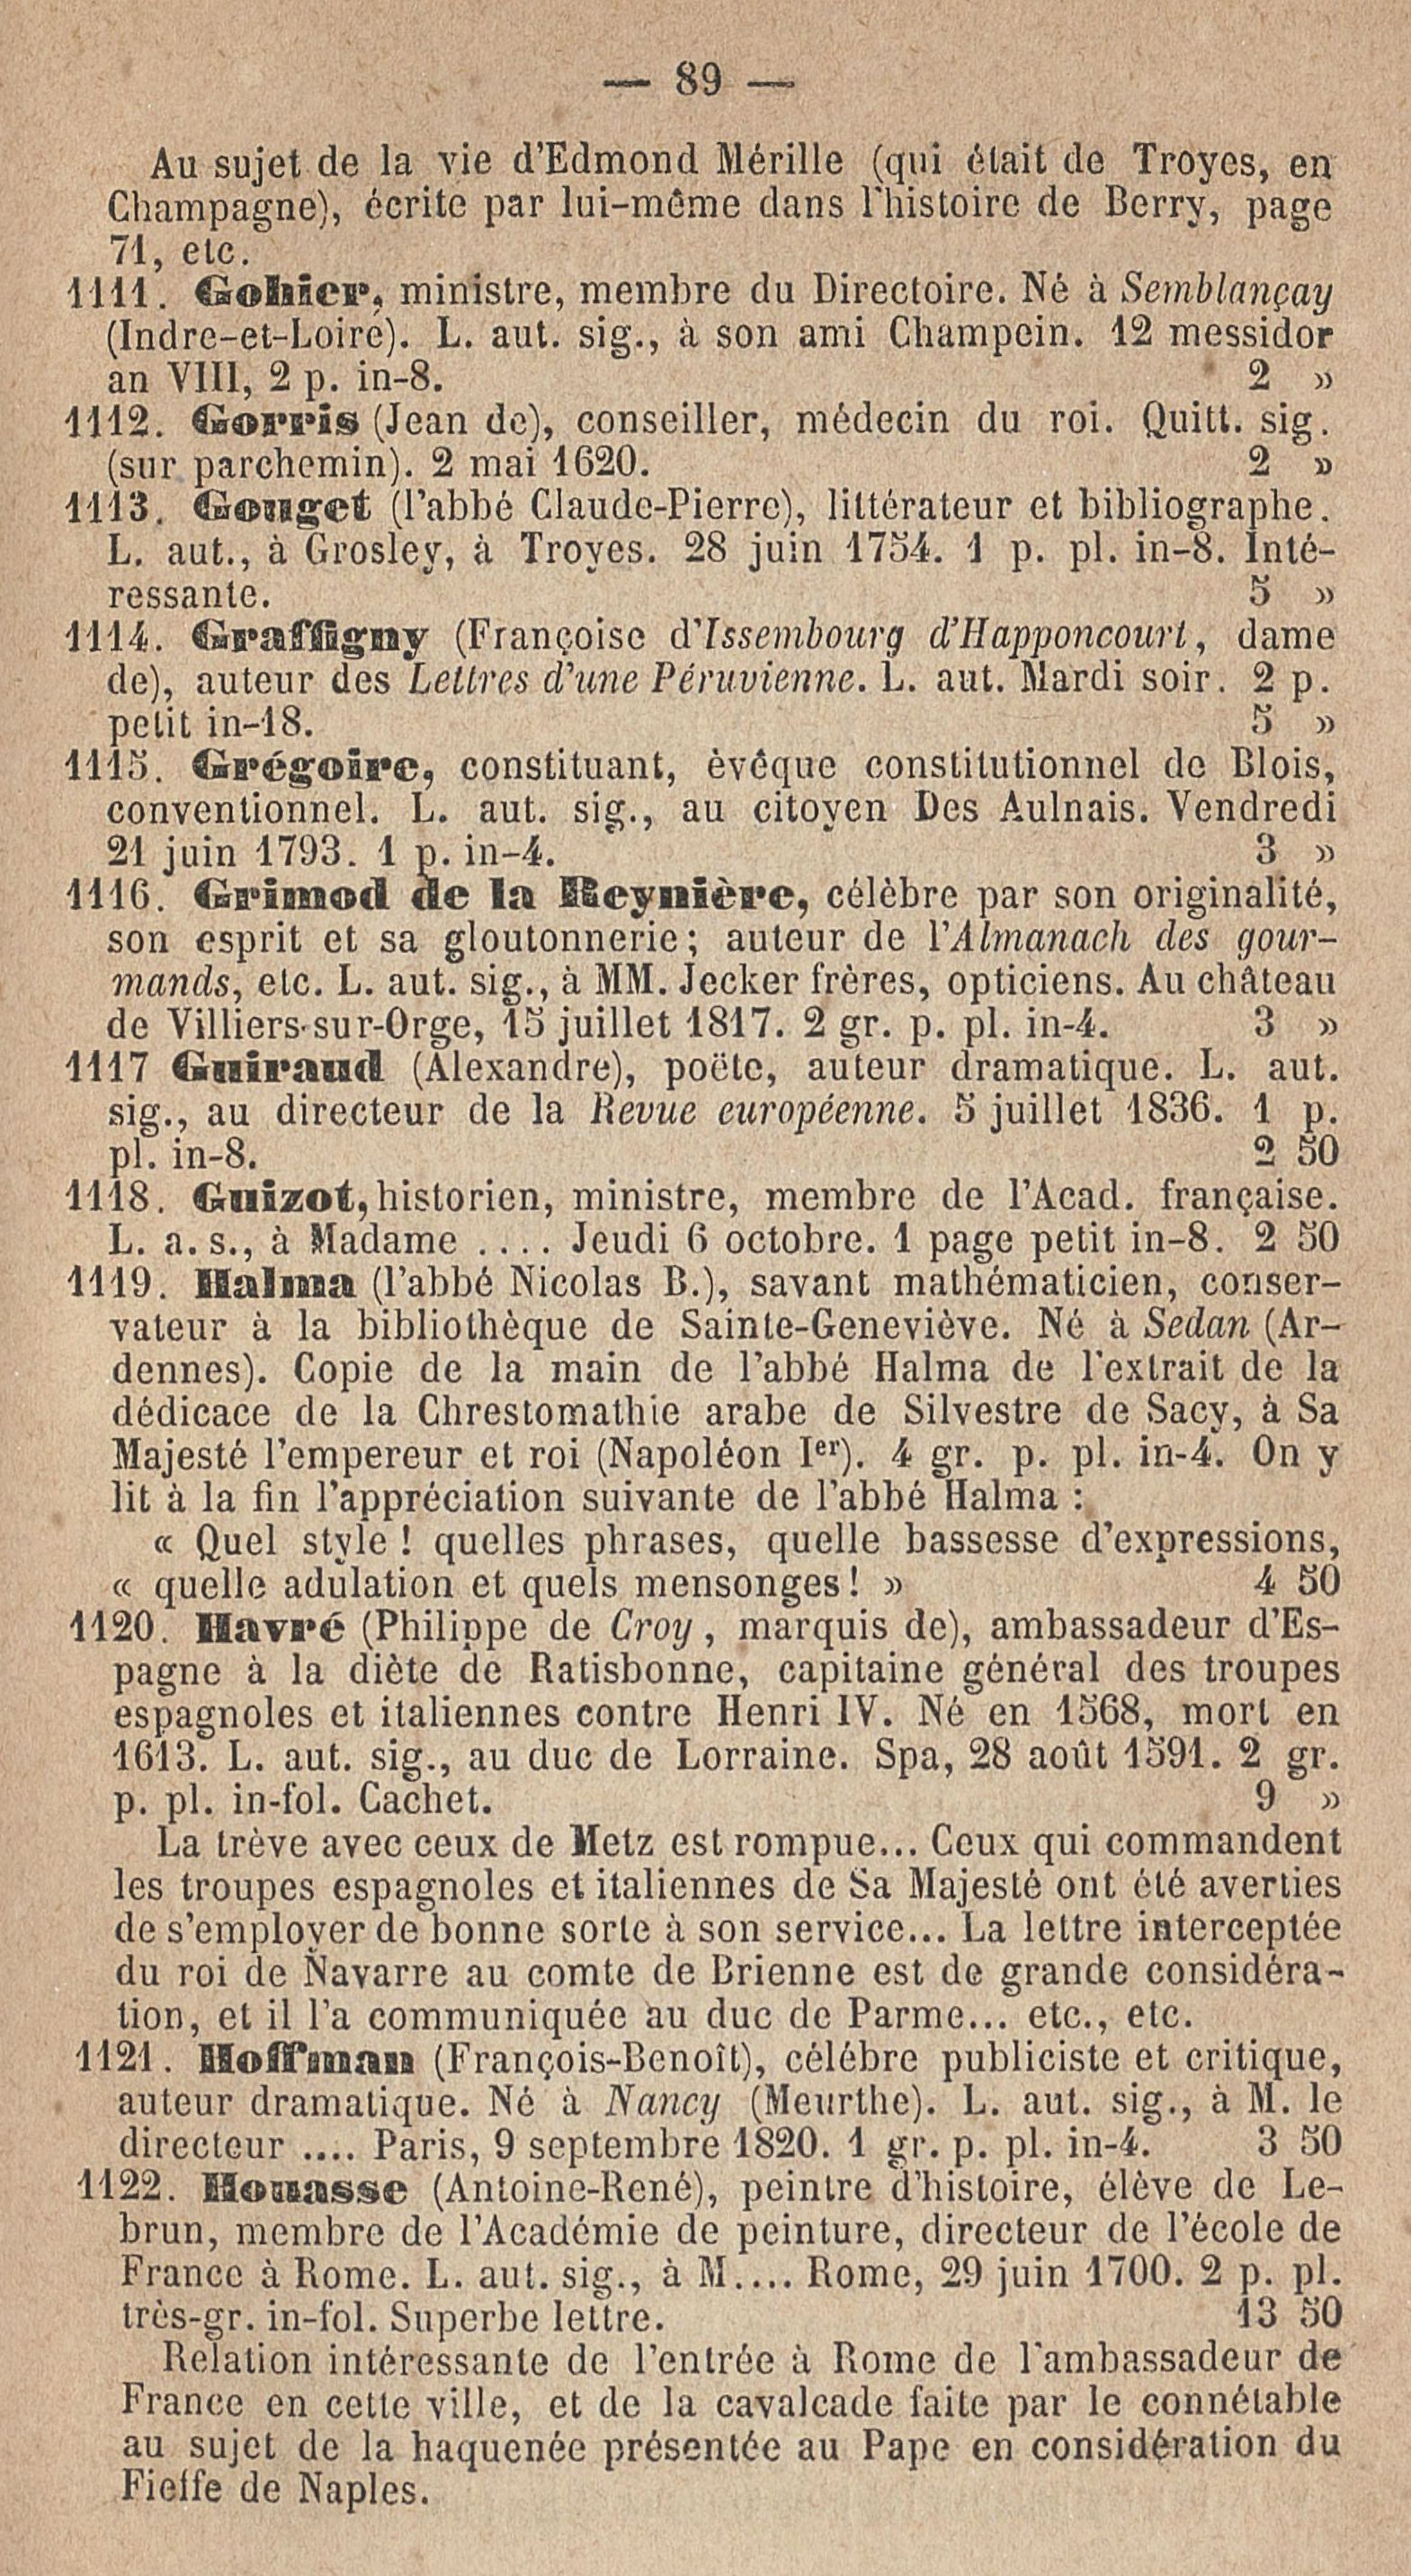 — 89 —
Au sujet de la vie d'Edmond Mérille (qui était de Troyes, en
Champagne), écrite par lui-même dans l'histoire de Berry, page
71, etc.
1111. Gohier, ministre, membre du Directoire. Né à Semblançay
(Indre-et-Loire). L. aut. sig., à son ami Champein. 12 messidor
an VIII, 2 p. in-8. 2 »
1112. Gorris (Jean de), conseiller, médecin du roi. Quitt. sig.
(sur parchemin). 2 mai 1620. 2 »
1113. Gouget (l'abbé Claude-Pierre), littérateur et bibliographe.
L. aut., à Grosley, à Troyes. 28 juin 1754. 1 p. pl. in-8. Inté-
ressante. 5 »
1114. Graffigny (Françoise d'Issembourg d'Happoncourt, dame
de), auteur des Lettres d'une Péruvienne. L. aut. Mardi soir. 2 p.
petit in-18. 5 »
1115. Grégoire, constituant, èvêque constitutionnel de Blois,
conventionnel. L. aut. sig., au citoyen Des Aulnais. Vendredi
21 juin 1793. 1 p. in-4. 3 »
1116. Grimod de la Reynière, célèbre par son originalité,
son esprit et sa gloutonnerie; auteur de l'Almanach des gour-
mands, etc. L. aut. sig., à MM. Jecker frères, opticiens. Au château
de Villiers-sur-Orge, 15 juillet 1817. 2 gr. p. pl. in-4. 3 »
1117 Guiraud (Alexandre), poëte, auteur dramatique. L. aut.
sig., au directeur de la Revue européenne. 5 juillet 1836. 1 p.
pl. in-8. 2 50
1118. Guizot, historien, ministre, membre de l'Acad. française.
L. a. s., à Madame .... Jeudi 6 octobre. 1 page petit in-8. 2 50
1119. Halma (l'abbé Nicolas B.), savant mathématicien, conser-
vateur à la bibliothèque de Sainte-Geneviève. Né à Sedan (Ar-
dennes). Copie de la main de l'abbé Halma de l'extrait de la
dédicace de la Chrestomathie arabe de Silvestre de Sacy, à Sa
Majesté l'empereur et roi (Napoléon Ier). 4 gr. p. pl. in-4. On y
lit à la fin l'appréciation suivante de l'abbé Halma :
« Quel style ! quelles phrases, quelle bassesse d'expressions,
« quelle adulation et quels mensonges! » 4 50
1120. Havré (Philippe de Croy, marquis de), ambassadeur d'Es-
pagne à la diète de Ratisbonne, capitaine général des troupes
espagnoles et italiennes contre Henri IV. Né en 1568, mort en
1613. L. aut. sig., au duc de Lorraine. Spa, 28 août 1591. 2 gr.
p. pl. in-fol. Cachet. 9 »
La trève avec ceux de Metz est rompue... Ceux qui commandent
les troupes espagnoles et italiennes de Sa Majesté ont été averties
de s'employer de bonne sorte à son service... La lettre interceptée
du roi de Navarre au comte de Brienne est de grande considéra-
tion, et il l'a communiquée au duc de Parme... etc., etc.
1121. Hoffman (François-Benoît), célébre publiciste et critique,
auteur dramatique. Né à Nancy (Meurthe). L. aut. sig., à M. le
directeur .... Paris, 9 septembre 1820. 1 gr. p. pl. in-4. 3 50
1122. Houasse (Antoine-René), peintre d'histoire, élève de Le-
brun, membre de l'Académie de peinture, directeur de l'école de
France à Rome. L. aut. sig., à M.... Rome, 29 juin 1700. 2 p. pl.
très-gr. in-fol. Superbe lettre. 13 50
Relation intéressante de l'entrée à Rome de l'ambassadeur de
France en cette ville, et de la cavalcade faite par le connétable
au sujet de la haquenée présentée au Pape en considération du
Fieffe de Naples.